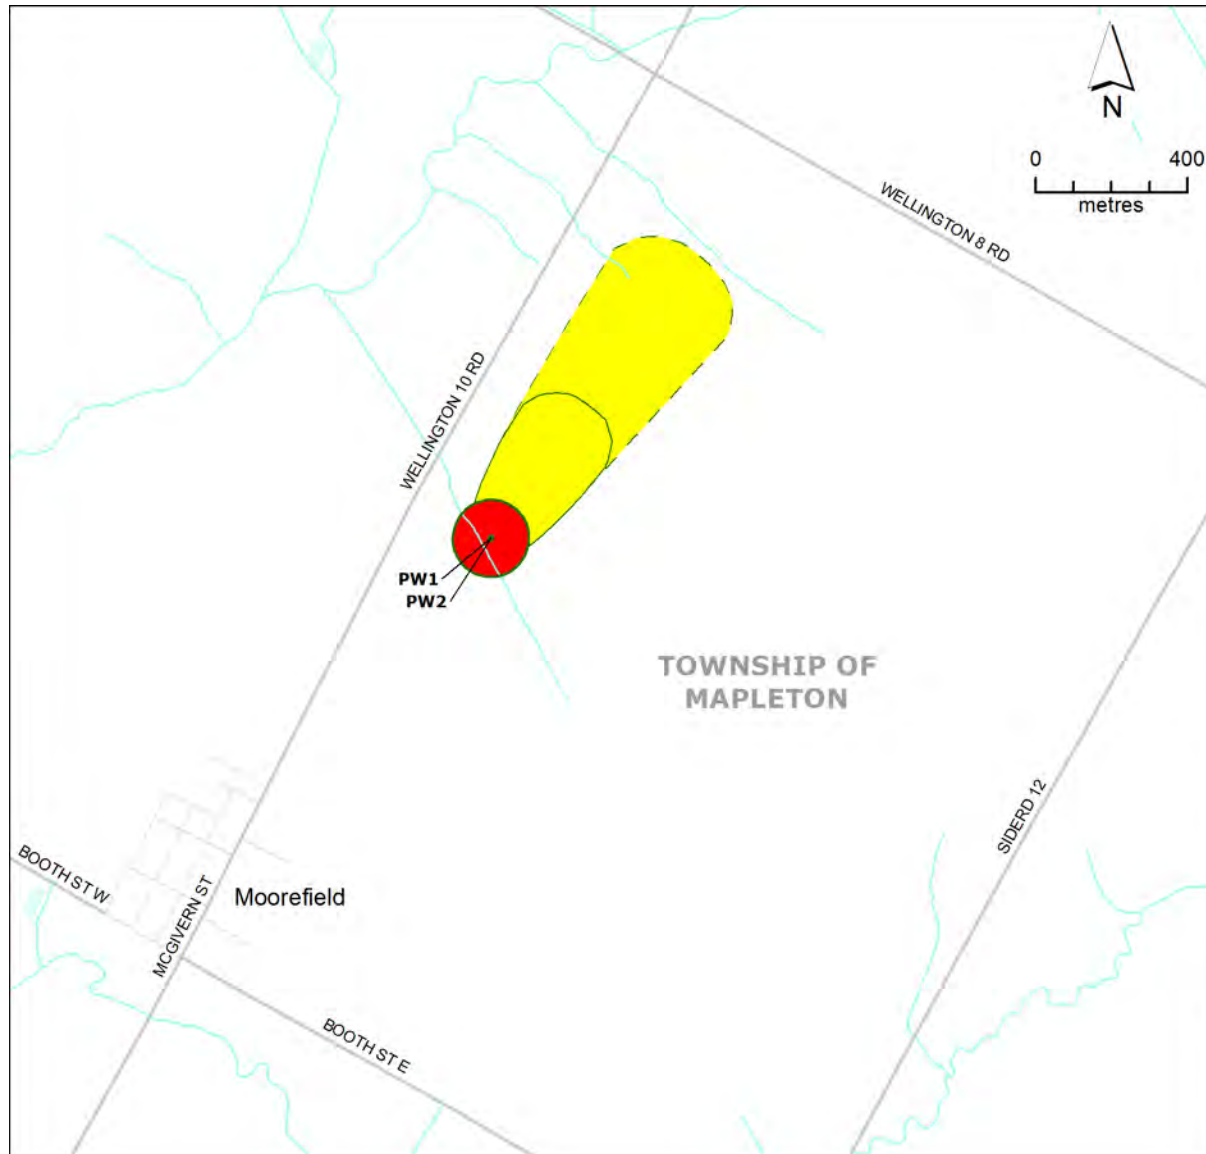 N
0 400
metres
WELLINGTON 8 RD
WELLINGTON 10 RD
PW1
PW2
TOWNSHIP OF
MAPLETON
SIDERD 12
BOOTH ST W
Moorefield
MCGIVERN ST
BOOTH ST E